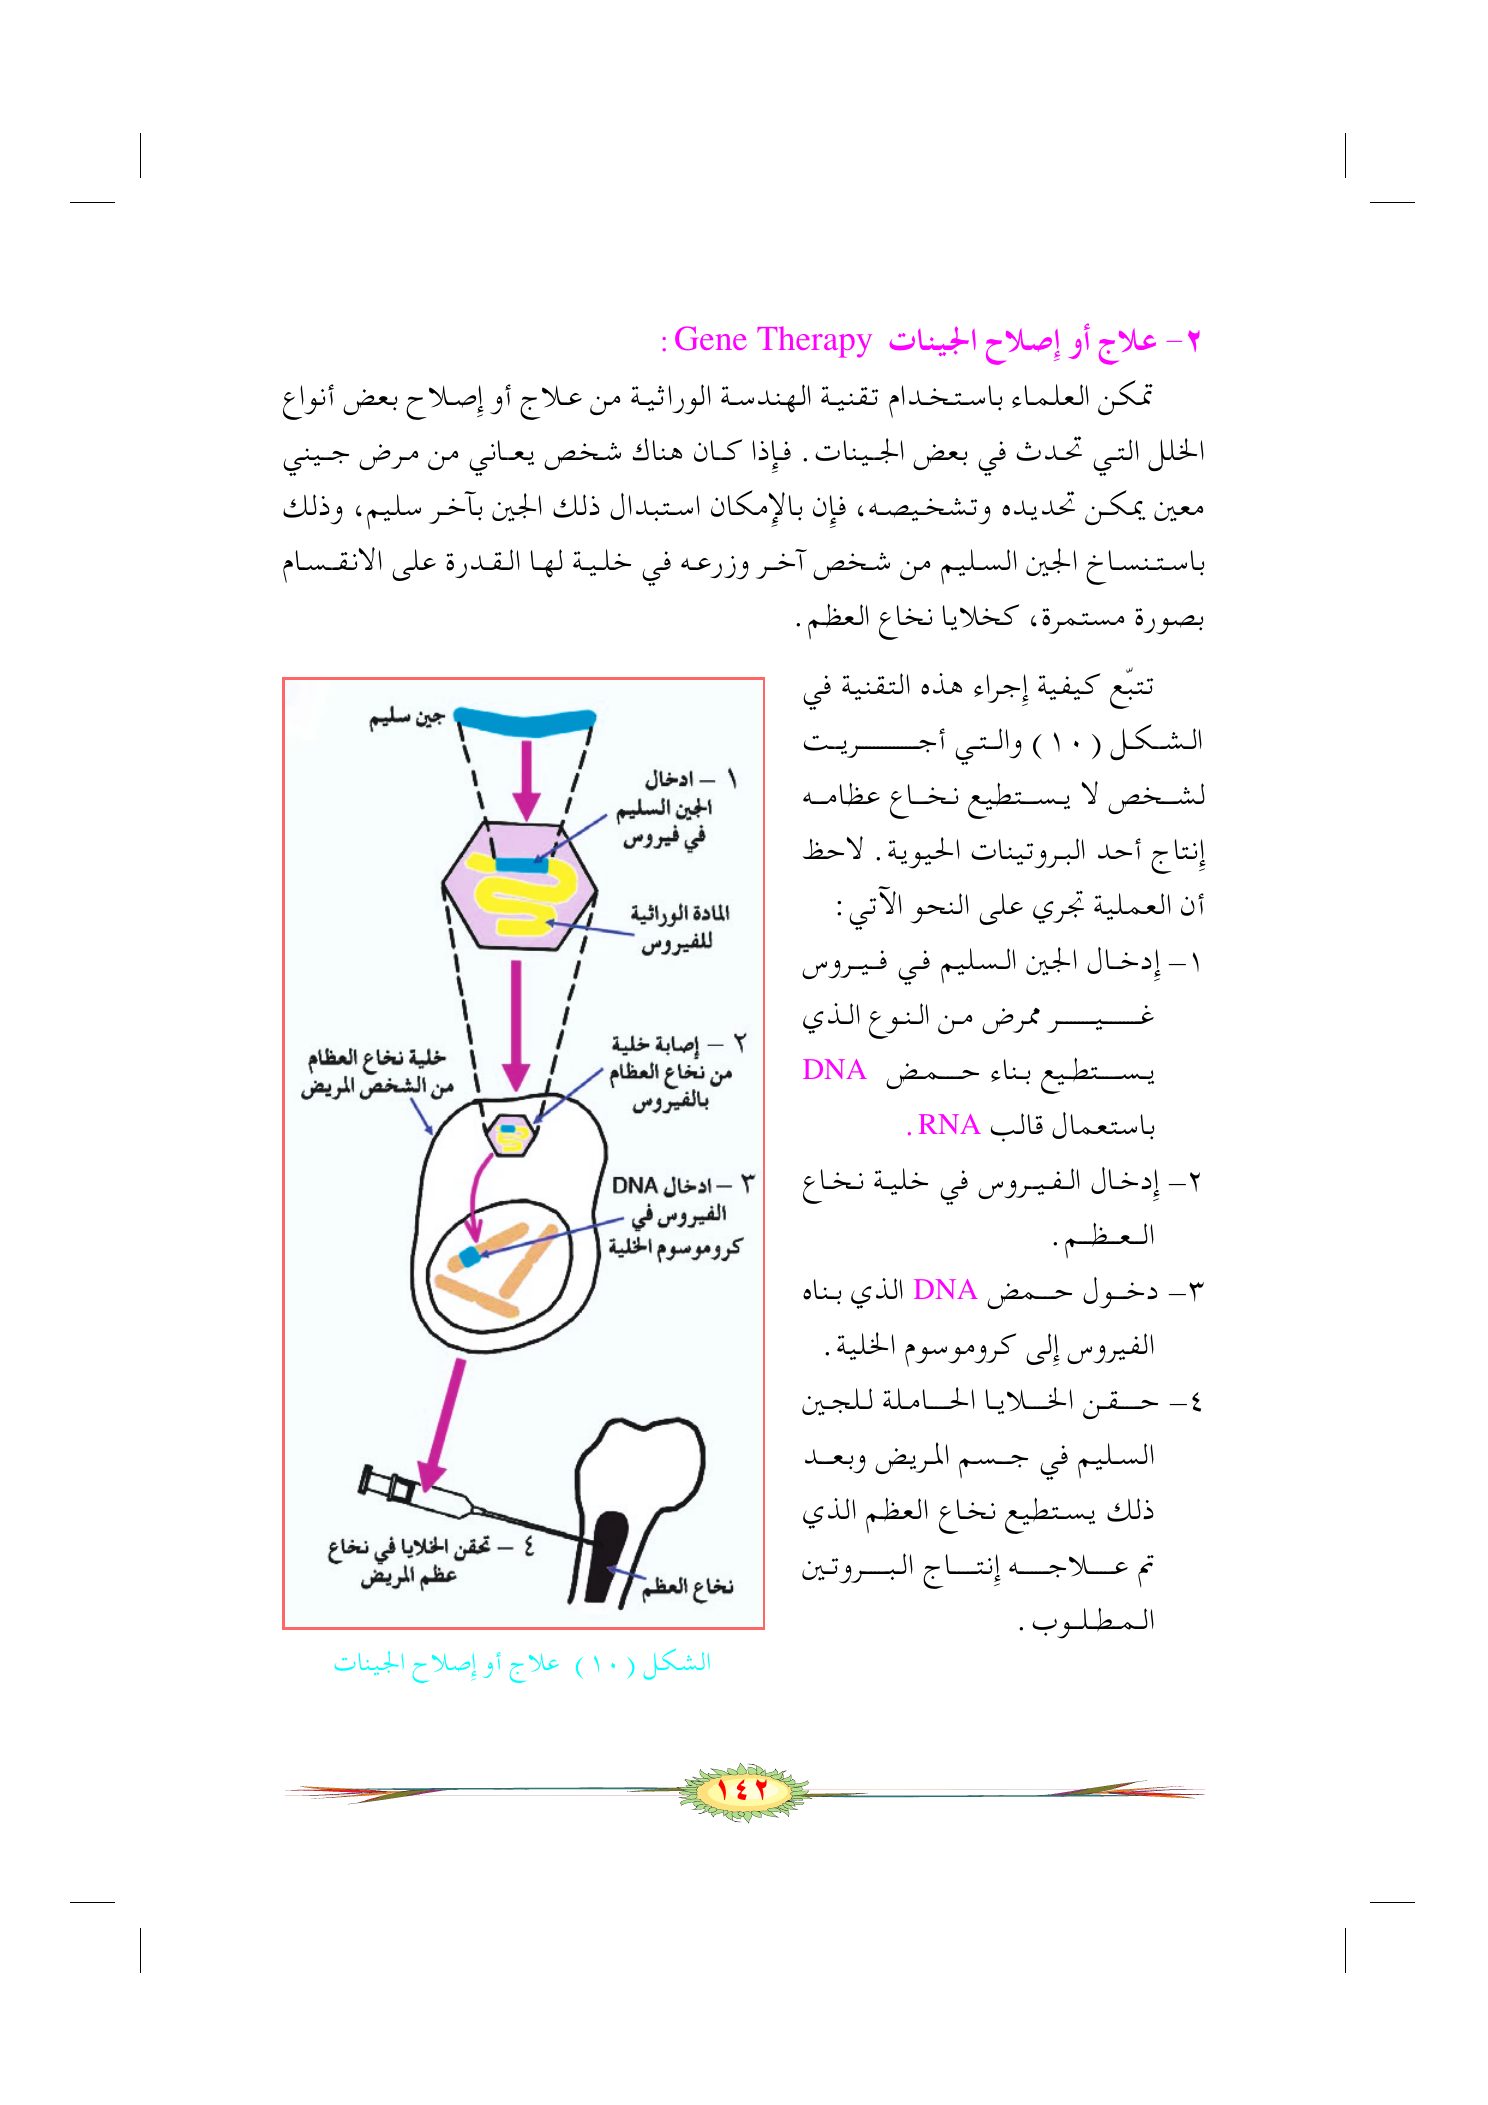 ٢– علاج أو إصلاح الجينات Gene Therapy :
تمكن العلماء باستخدام تقنية الهندسة الوراثية من علاج أو إصلاح بعض أنواع
الخلل التي تحدث في بعض الجينات. فإذا كان هناك شخص يعاني من مرض جيني
معين يمكن تحديده وتشخيصه، فإن بالإمكان استبدال ذلك الجين بآخر سليم، وذلك
باستنساخ الجين السليم من شخص آخر وزرعه في خلية لها القدرة على الانقسام
بصورة مستمرة، كخلايا نخاع العظم.
تتبّع كيفية إجراء هذه التقنية في
الشكل (١٠) والتي أجريت
لشخص لا يستطيع نخاع عظامه
إنتاج أحد البروتينات الحيوية. لاحظ
أن العملية تجري على النحو الآتي:
١– إدخال الجين السليم في فيروس
غير ممرض من النوع الذي
يستطيع بناء حمض DNA
باستعمال قالب RNA.
٢– إدخال الفيروس في خلية نخاع
العظم.
٣– دخول حمض DNA الذي بناه
الفيروس إلى كروموسوم الخلية.
٤– حقن الخلايا الحاملة للجين
السليم في جسم المريض وبعد
ذلك يستطيع نخاع العظم الذي
تم علاجه إنتاج البروتين
المطلوب.
جين سليم
١ – ادخال
الجين السليم
في فيروس
المادة الوراثية
للفيروس
٢ – إصابة خلية
من نخاع العظام
بالفيروس
خلية نخاع العظام
من الشخص المريض
٣ – ادخال DNA
الفيروس في
كروموسوم الخلية
٤ – تحقن الخلايا في نخاع
عظم المريض
نخاع العظم
الشكل (١٠) علاج أو إصلاح الجينات
١٤٢